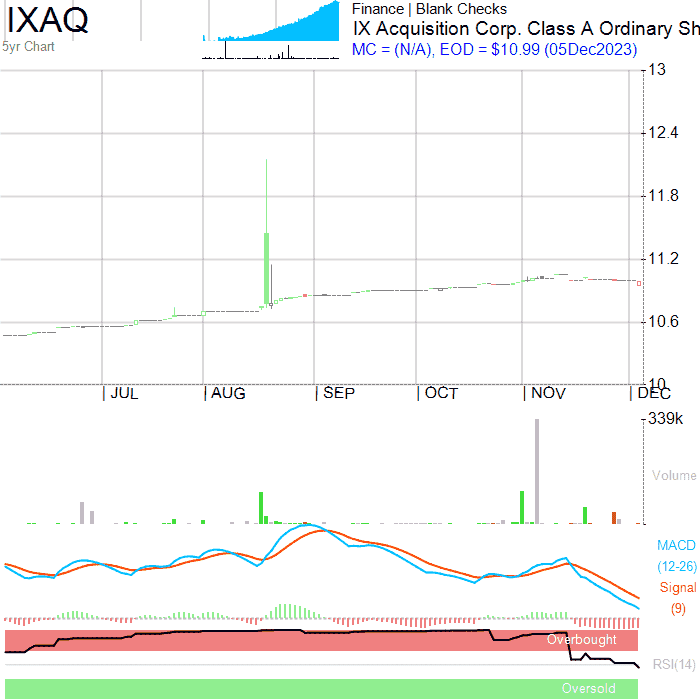 IXAQ
5yr Chart
Finance | Blank Checks
IX Acquisition Corp. Class A Ordinary Sh
MC = (N/A), EOD = $10.99 (05Dec2023)
13
12.4
11.8
11.2
10.6
10
| JUL | AUG | SEP | OCT | NOV | DEC
339k
Volume
MACD
(12-26)
Signal
(9)
Overbought
RSI(14)
Oversold